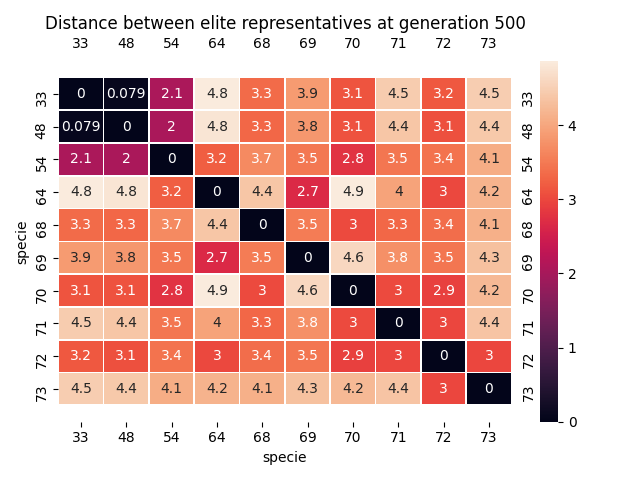 Distance between elite representatives at generation 500
33 48 54 64 68 69 70 71 72 73
33 0 0.079 2.1 4.8 3.3 3.9 3.1 4.5 3.2 4.5 33
48 0.079 0 2 4.8 3.3 3.8 3.1 4.4 3.1 4.4 48
54 2.1 2 0 3.2 3.7 3.5 2.8 3.5 3.4 4.1 54
64 4.8 4.8 3.2 0 4.4 2.7 4.9 4 3 4.2 64
68 3.3 3.3 3.7 4.4 0 3.5 3 3.3 3.4 4.1 68
69 3.9 3.8 3.5 2.7 3.5 0 4.6 3.8 3.5 4.3 69
70 3.1 3.1 2.8 4.9 3 4.6 0 3 2.9 4.2 70
71 4.5 4.4 3.5 4 3.3 3.8 3 0 3 4.4 71
72 3.2 3.1 3.4 3 3.4 3.5 2.9 3 0 3 72
73 4.5 4.4 4.1 4.2 4.1 4.3 4.2 4.4 3 0 73
33 48 54 64 68 69 70 71 72 73
specie
specie
4
3
2
1
0